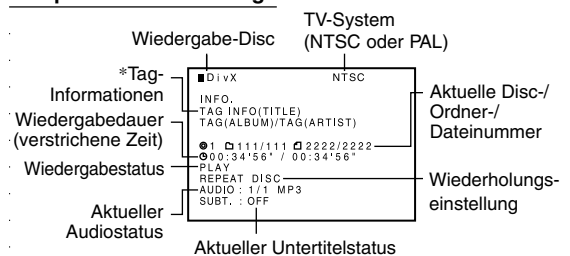 Wiedergabe-Disc
TV-System
(NTSC oder PAL)
*Tag-
Informationen
Wiedergabedauer
(verstrichene Zeit)
Wiedergabestatus
Aktueller
Audiostatus
DivX NTSC
INFO.
TAG INFO(TITLE)
TAG(ALBUM)/TAG(ARTIST)
1 111/111 2222/2222
00:34'56" / 00:34'56"
PLAY
REPEAT DISC
AUDIO : 1/1 MP3
SUBT. : OFF
Aktuelle Disc-/
Ordner-/
Dateinummer
Wiederholungs-
einstellung
Aktueller Untertitelstatus